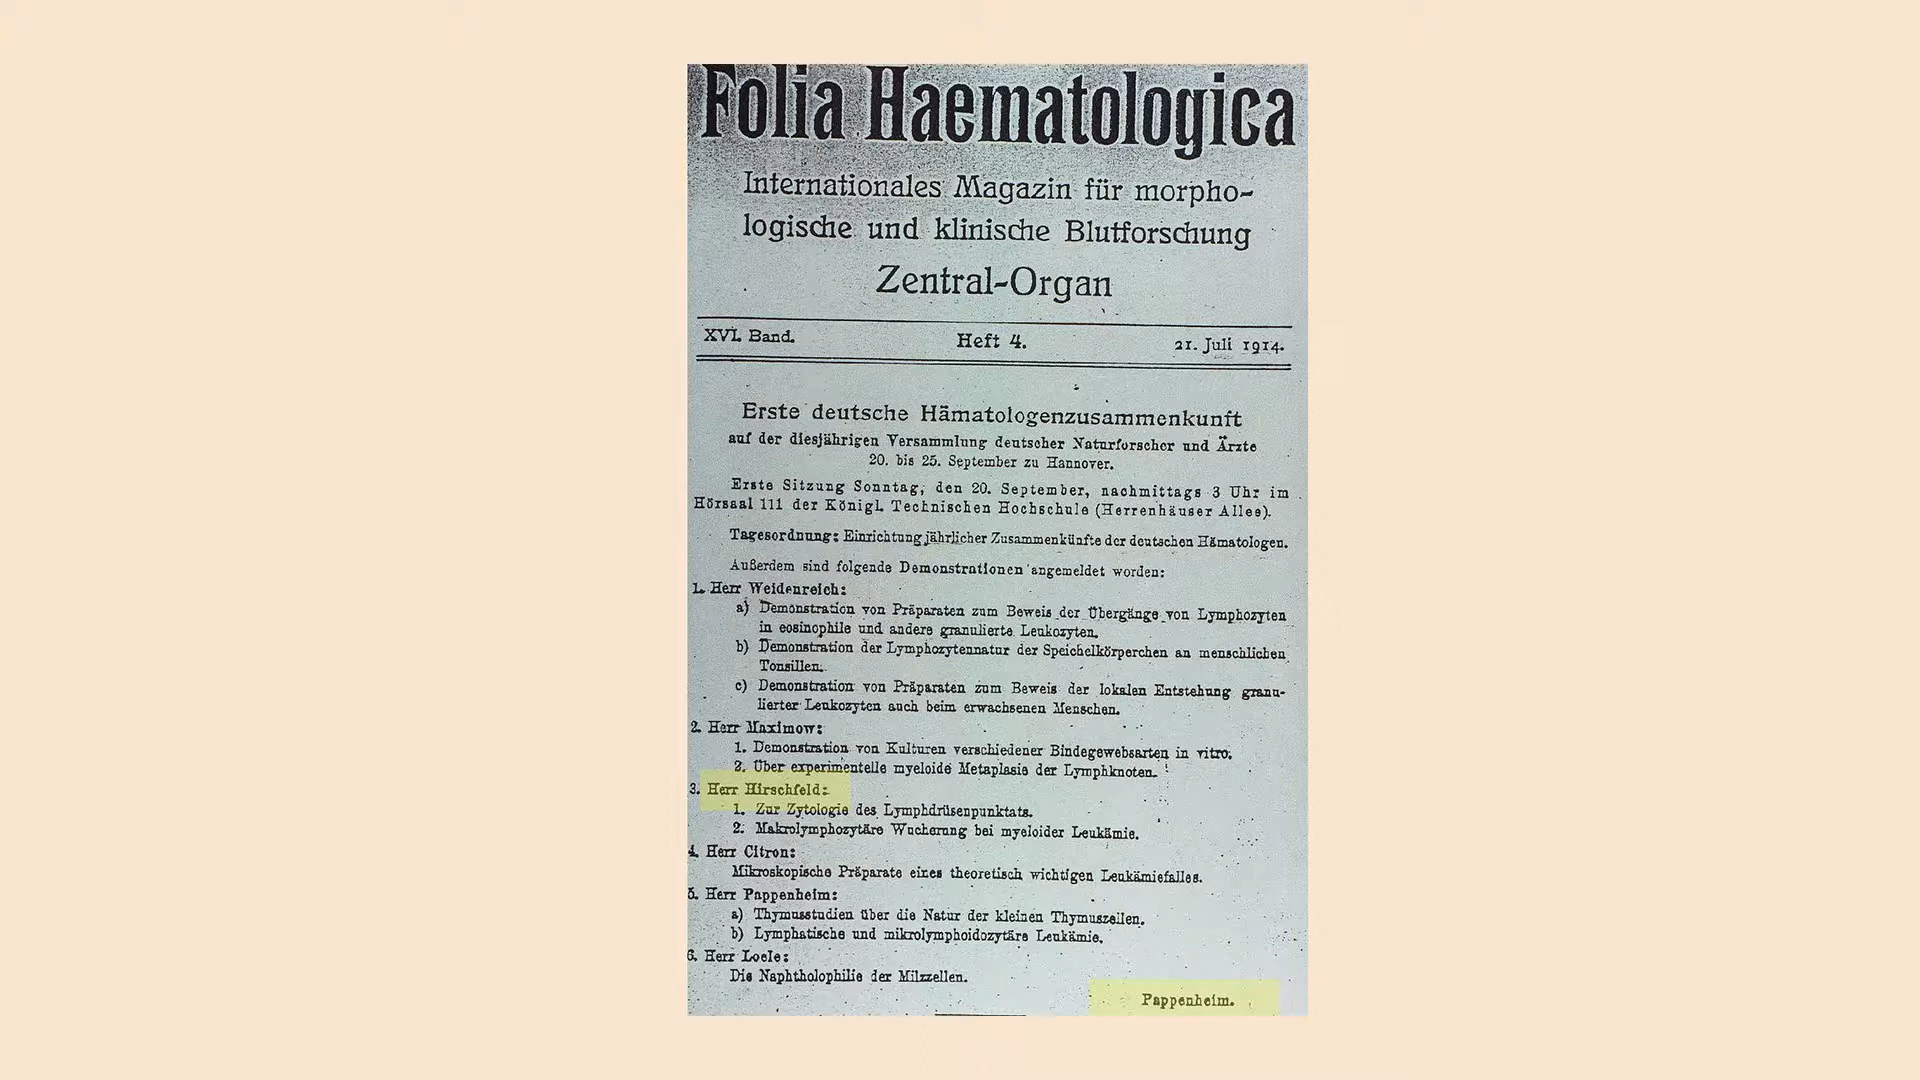 Folia Haematologica
Internationales Magazin für morpho-
logische und klinische Blutforschung
Zentral-Organ
XVI. Band.
Heft 4.
21. Juli 1914.
Erste deutsche Hämatologenzusammenkunft
auf der diesjährigen Versammlung deutscher Naturforscher und Ärzte
20. bis 25. September zu Hannover.
Erste Sitzung Sonntag, den 20. September, nachmittags 3 Uhr im
Hörsaal 111 der Königl. Technischen Hochschule (Herrenhäuser Allee).
Tagesordnung: Einrichtung jährlicher Zusammenkünfte der deutschen Hämatologen.
Außerdem sind folgende Demonstrationen angemeldet worden:
1. Herr Weidenreich:
a) Demonstration von Präparaten zum Beweis der Übergänge von Lymphozyten
in eosinophile und andere granulierte Leukozyten.
b) Demonstration der Lymphozytennatur der Speichelkörperchen an menschlichen
Tonsillen.
c) Demonstration von Präparaten zum Beweis der lokalen Entstehung granu-
lierter Leukozyten auch beim erwachsenen Menschen.
2. Herr Maximow:
1. Demonstration von Kulturen verschiedener Bindegewebsarten in vitro.
2. Über experimentelle myeloide Metaplasie der Lymphknoten.
3. Herr Hirschfeld:
1. Zur Zytologie des Lymphdrüsenpunktats.
2. Makrolymphozytäre Wucherung bei myeloider Leukämie.
4. Herr Citron:
Mikroskopische Präparate eines theoretisch wichtigen Leukämiefalles.
5. Herr Pappenheim:
a) Thymusstudien über die Natur der kleinen Thymuszellen.
b) Lymphatische und mikrolymphoidozytäre Leukämie.
6. Herr Loele:
Die Naphtholophilie der Milzzellen.
Pappenheim.